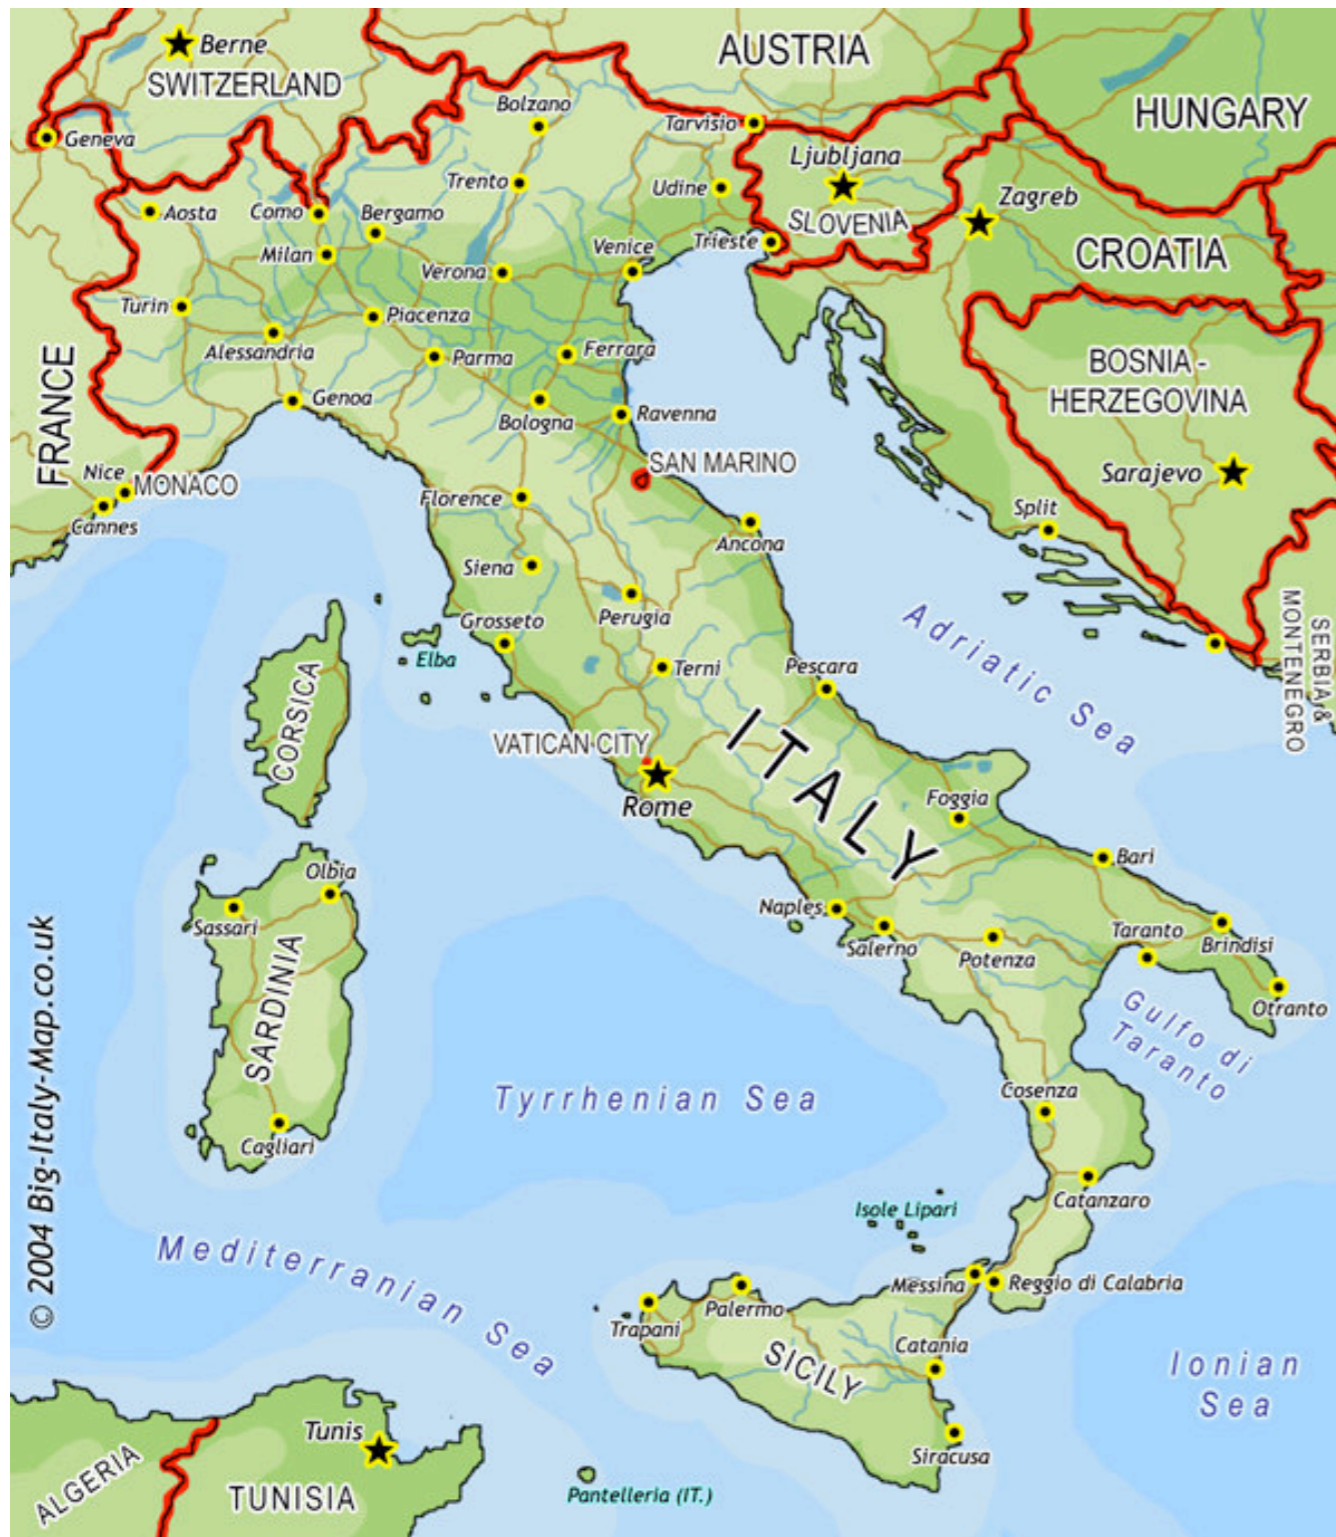 Berne
SWITZERLAND
AUSTRIA
HUNGARY
Geneva
Bolzano
Tarvisio
Ljubljana
Trento
Udine
Zagreb
Aosta
Como
Bergamo
SLOVENIA
Milan
Venice
Trieste
CROATIA
Verona
Turin
Piacenza
Alessandria
Parma
Ferrara
BOSNIA -
HERZEGOVINA
FRANCE
Genoa
Bologna
Ravenna
Nice
MONACO
SAN MARINO
Sarajevo
Cannes
Florence
Split
Ancona
Siena
Grosseto
Perugia
Adriatic Sea
SERBIA &
MONTENEGRO
Elba
Terni
Pescara
CORSICA
VATICAN CITY
ITALY
Rome
Foggia
Olbia
Bari
Sassari
Naples
Salerno
Potenza
Taranto
Brindisi
Otranto
SARDINIA
Gulfo di
Taranto
Tyrrhenian Sea
Cosenza
Cagliari
Catanzaro
Isole Lipari
Mediterranian Sea
Messina
Reggio di Calabria
Palermo
Trapani
Catania
SICILY
Ionian
Sea
Siracusa
Tunis
ALGERIA
TUNISIA
Pantelleria (IT.)
© 2004 Big-Italy-Map.co.uk